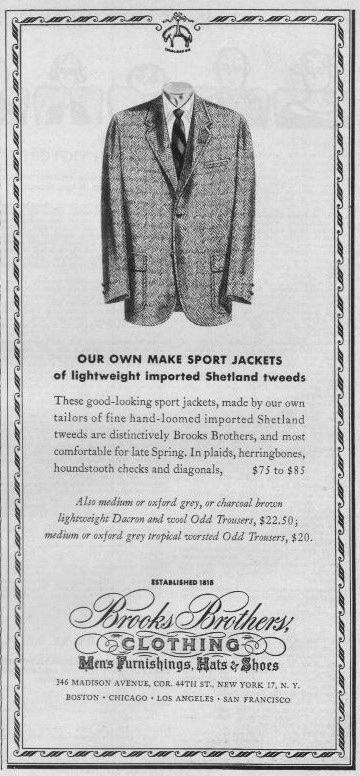 OUR OWN MAKE SPORT JACKETS
of lightweight imported Shetland tweeds
These good-looking sport jackets, made by our own
tailors of fine hand-loomed imported Shetland
tweeds are distinctively Brooks Brothers, and most
comfortable for late Spring. In plaids, herringbones,
houndstooth checks and diagonals, $75 to $85
Also medium or oxford grey, or charcoal brown
lightweight Dacron and wool Odd Trousers, $22.50;
medium or oxford grey tropical worsted Odd Trousers, $20.
ESTABLISHED 1818
Brooks Brothers,
CLOTHING
Men's Furnishings, Hats & Shoes
346 MADISON AVENUE, COR. 44TH ST., NEW YORK 17, N. Y.
BOSTON • CHICAGO • LOS ANGELES • SAN FRANCISCO